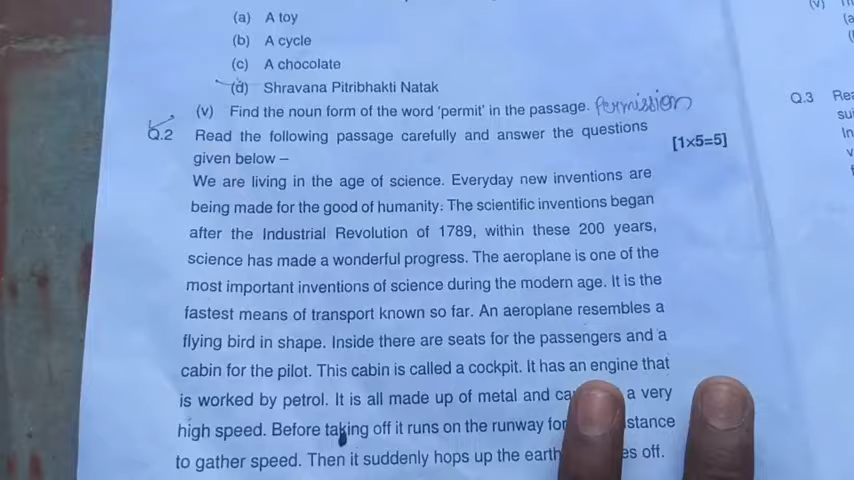 (a) A toy
(b) A cycle
(c) A chocolate
(d) Shravana Pitribhakti Natak
(v) Find the noun form of the word 'permit' in the passage. Permission
Q.2 Read the following passage carefully and answer the questions
given below – [1×5=5]
We are living in the age of science. Everyday new inventions are
being made for the good of humanity: The scientific inventions began
after the Industrial Revolution of 1789, within these 200 years,
science has made a wonderful progress. The aeroplane is one of the
most important inventions of science during the modern age. It is the
fastest means of transport known so far. An aeroplane resembles a
flying bird in shape. Inside there are seats for the passengers and a
cabin for the pilot. This cabin is called a cockpit. It has an engine that
is worked by petrol. It is all made up of metal and a very
high speed. Before taking off it runs on the runway for
to gather speed. Then it suddenly hops up the earth off.
(v)
(a
Q.3
In